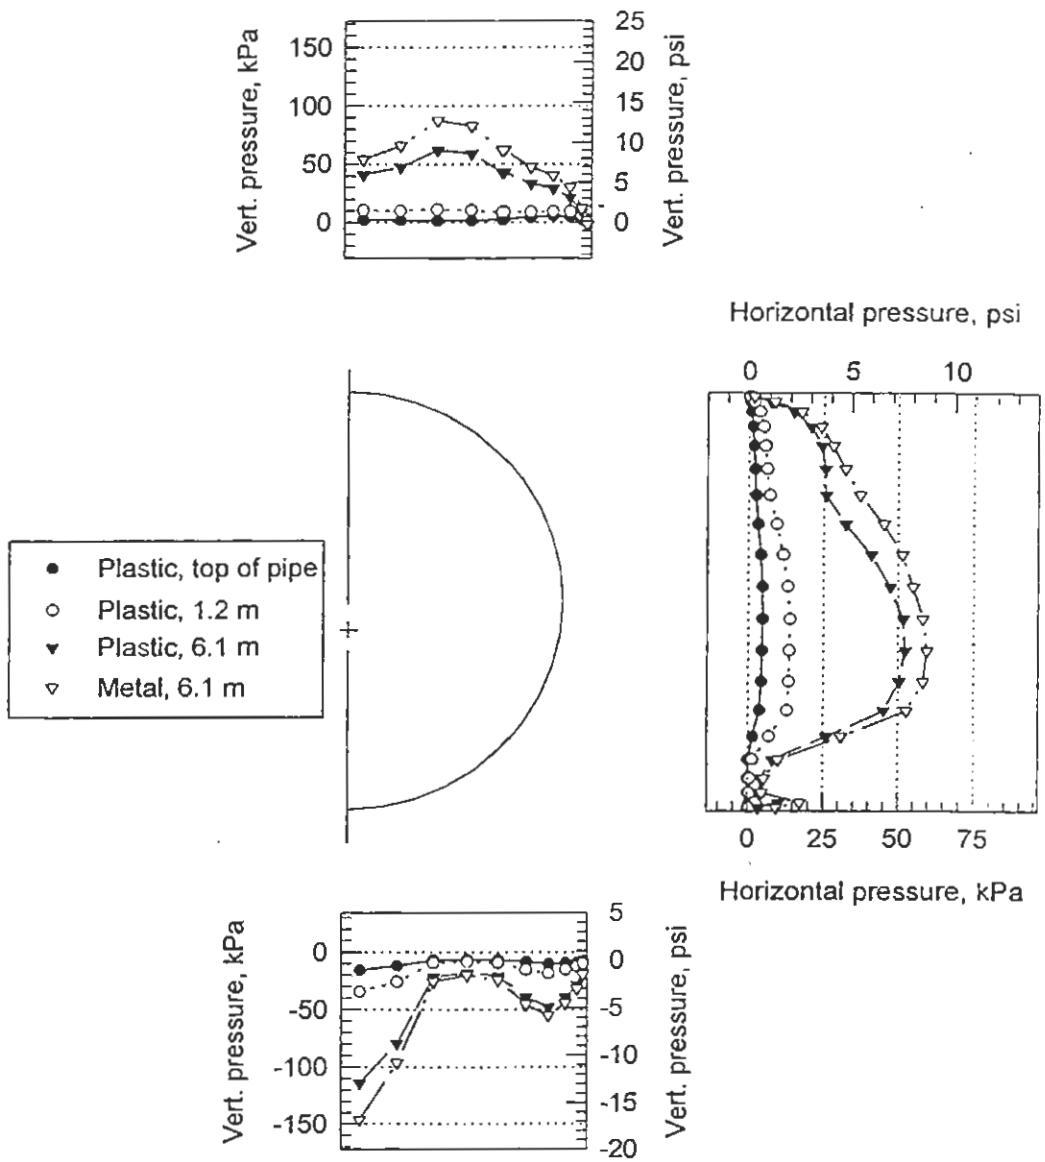 Vert. pressure, kPa
150
100
50
0
25
20
15
10
5
0
Vert. pressure, psi
Horizontal pressure, psi
0 5 10
Plastic, top of pipe
Plastic, 1.2 m
Plastic, 6.1 m
Metal, 6.1 m
0 25 50 75
Horizontal pressure, kPa
Vert. pressure, kPa
0
-50
-100
-150
5
0
-5
-10
-15
-20
Vert. pressure, psi